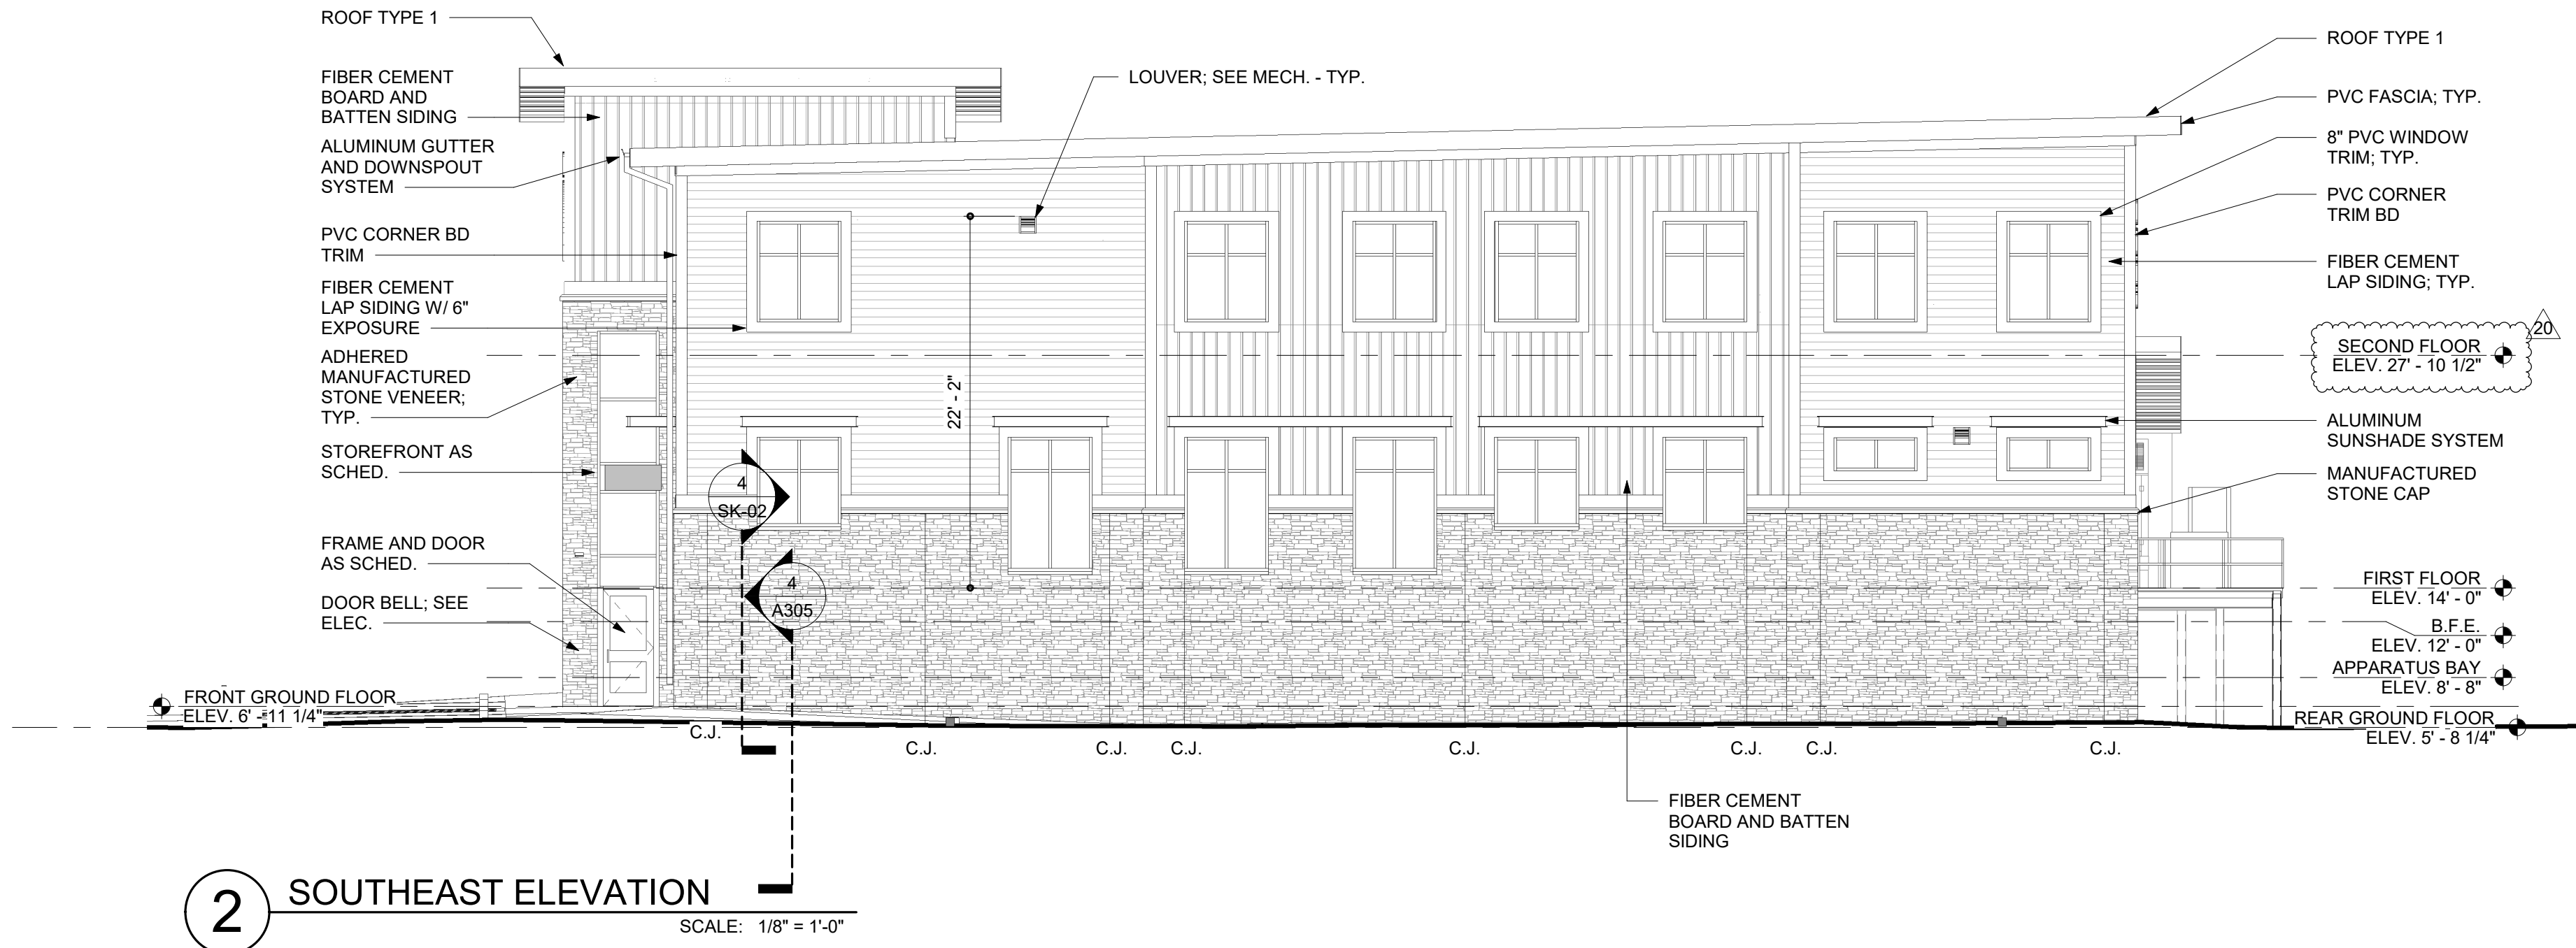 ROOF TYPE 1
FIBER CEMENT
BOARD AND
BATTEN SIDING
ALUMINUM GUTTER
AND DOWNSPOUT
SYSTEM
PVC CORNER BD
TRIM
FIBER CEMENT
LAP SIDING W/ 6"
EXPOSURE
ADHERED
MANUFACTURED
STONE VENEER;
TYP.
STOREFRONT AS
SCHED.
FRAME AND DOOR
AS SCHED.
DOOR BELL; SEE
ELEC.
FRONT GROUND FLOOR
ELEV. 6' - 11 1/4"
LOUVER; SEE MECH. - TYP.
22' - 2"
4
SK-02
4
A305
ROOF TYPE 1
PVC FASCIA; TYP.
8" PVC WINDOW
TRIM; TYP.
PVC CORNER
TRIM BD
FIBER CEMENT
LAP SIDING; TYP.
20
SECOND FLOOR
ELEV. 27' - 10 1/2"
ALUMINUM
SUNSHADE SYSTEM
MANUFACTURED
STONE CAP
FIRST FLOOR
ELEV. 14' - 0"
B.F.E.
ELEV. 12' - 0"
APPARATUS BAY
ELEV. 8' - 8"
REAR GROUND FLOOR
ELEV. 5' - 8 1/4"
C.J.
C.J.
C.J.
C.J.
C.J.
C.J.
C.J.
C.J.
FIBER CEMENT
BOARD AND BATTEN
SIDING
2
SOUTHEAST ELEVATION
SCALE: 1/8" = 1'-0"